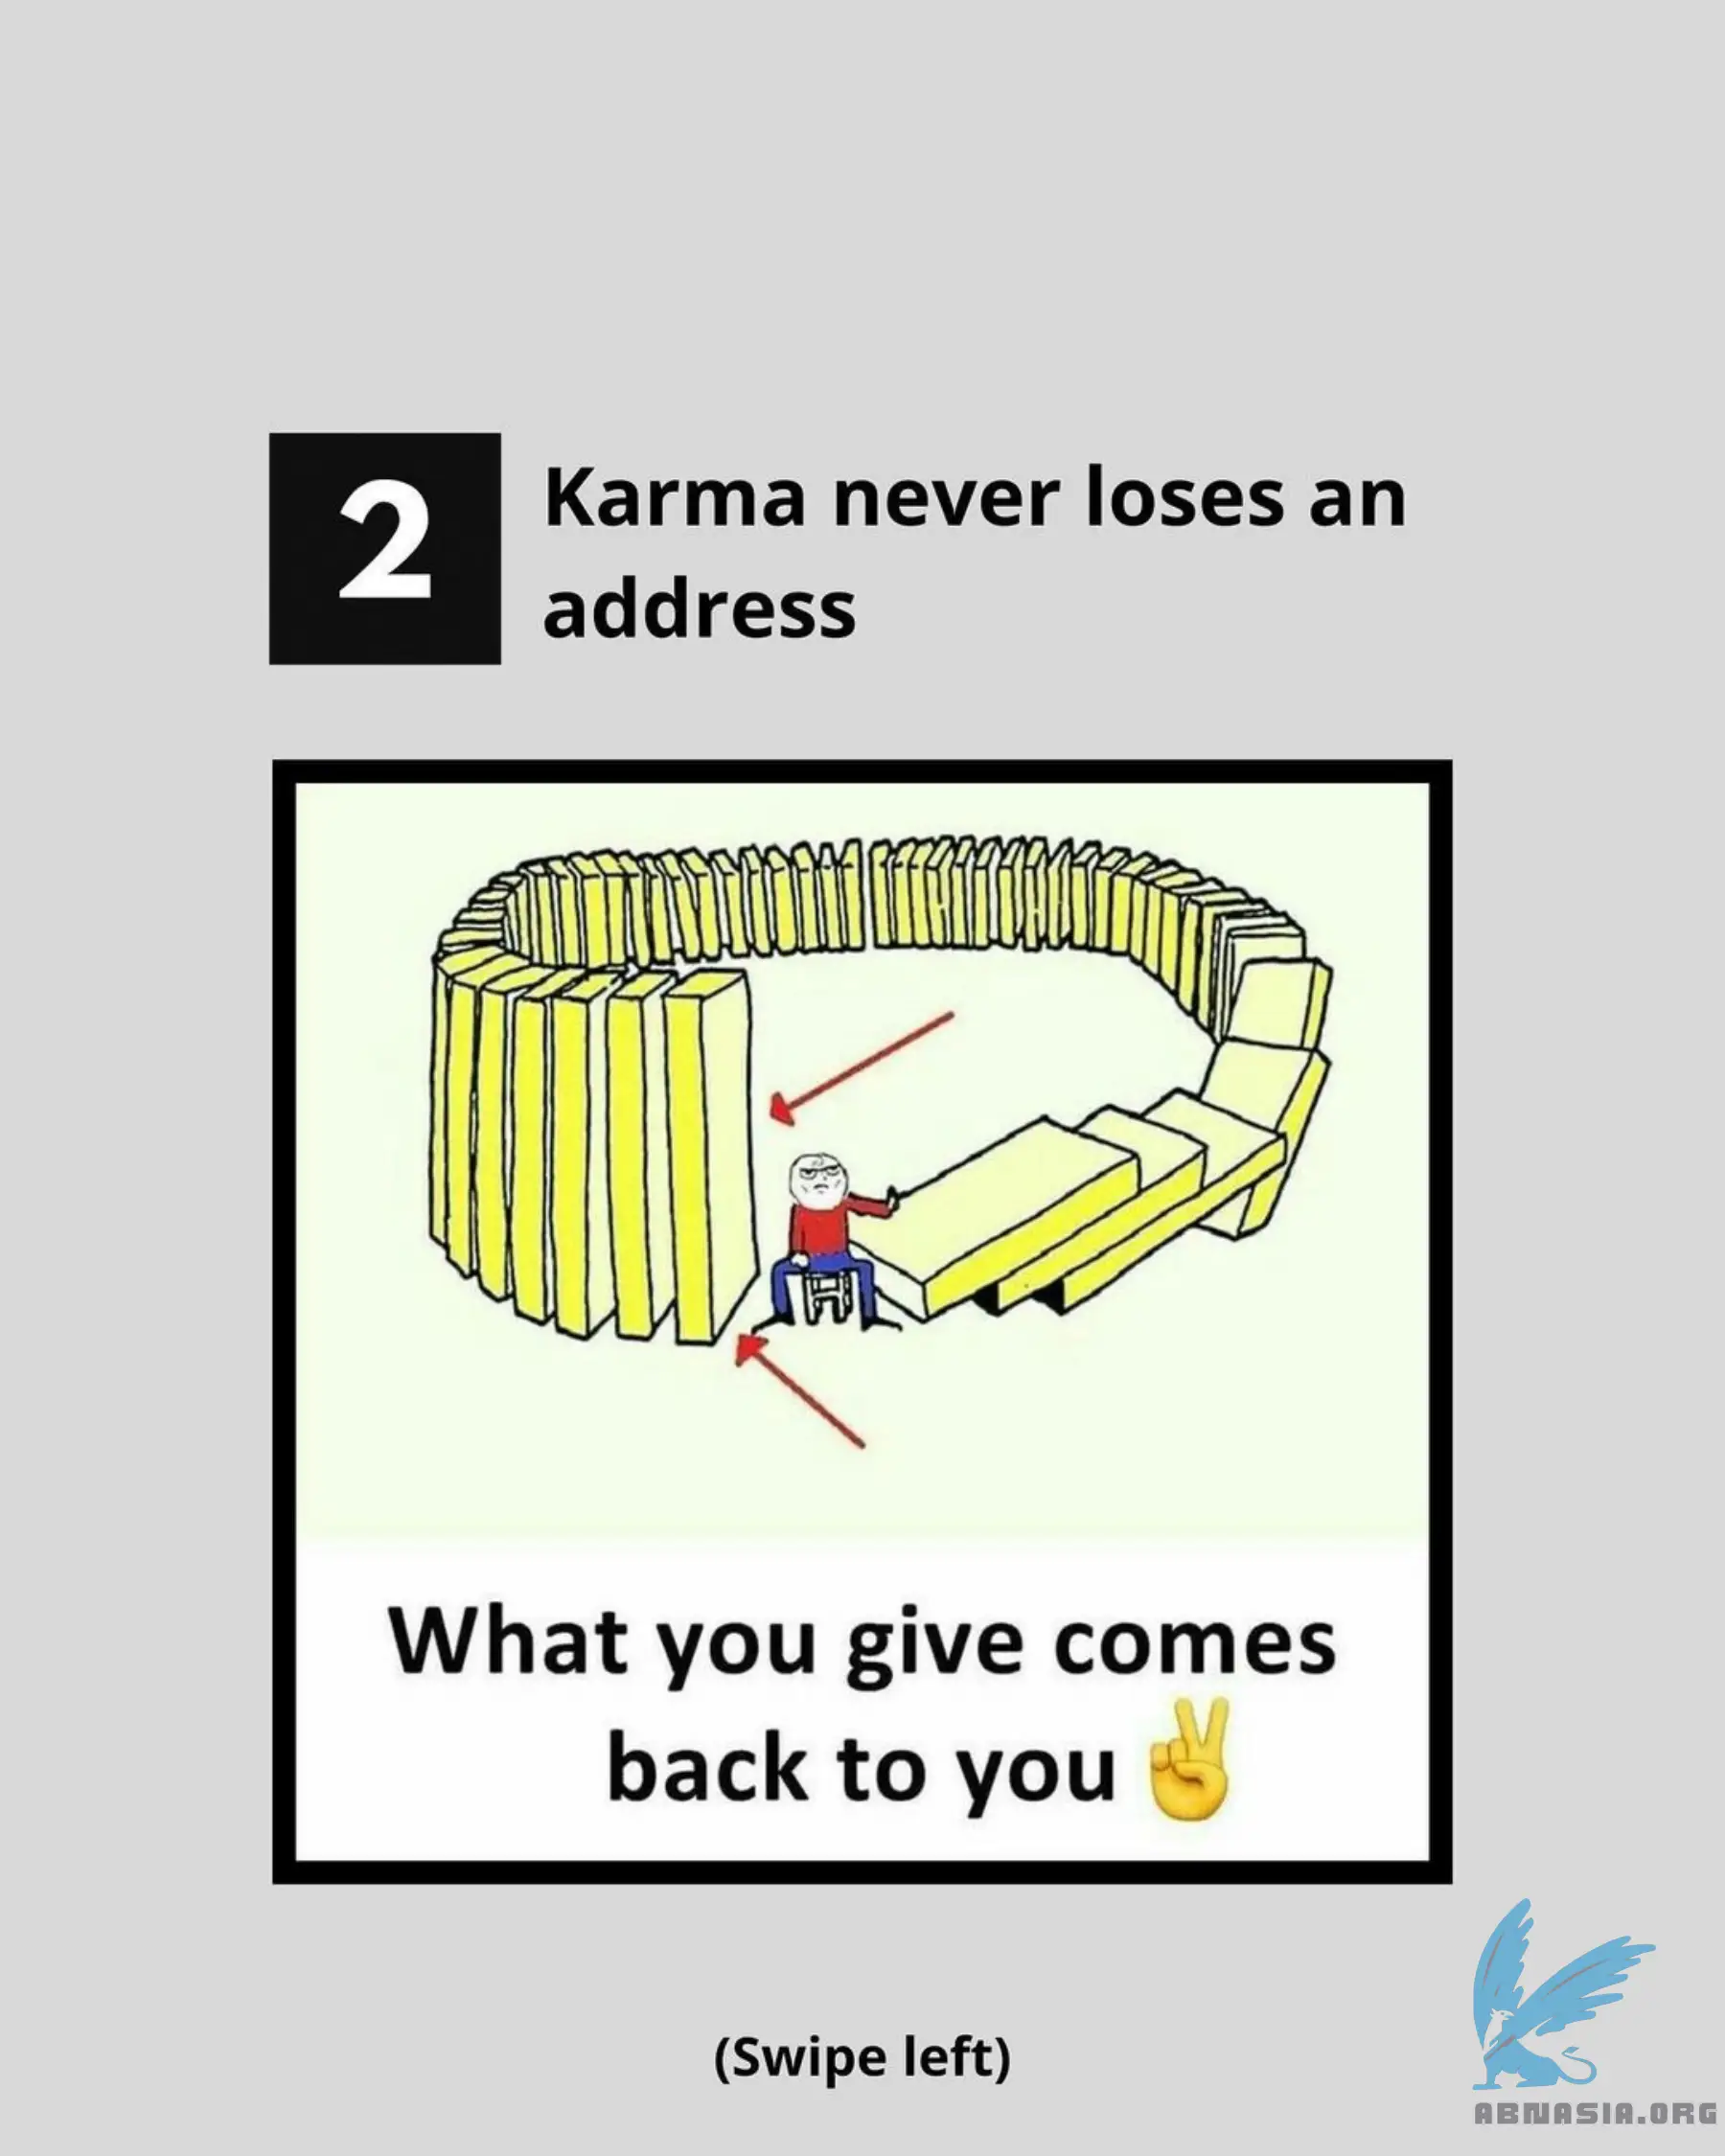 2
Karma never loses an
address
What you give comes
back to you ✌️
(Swipe left)
ABNASIA.ORG